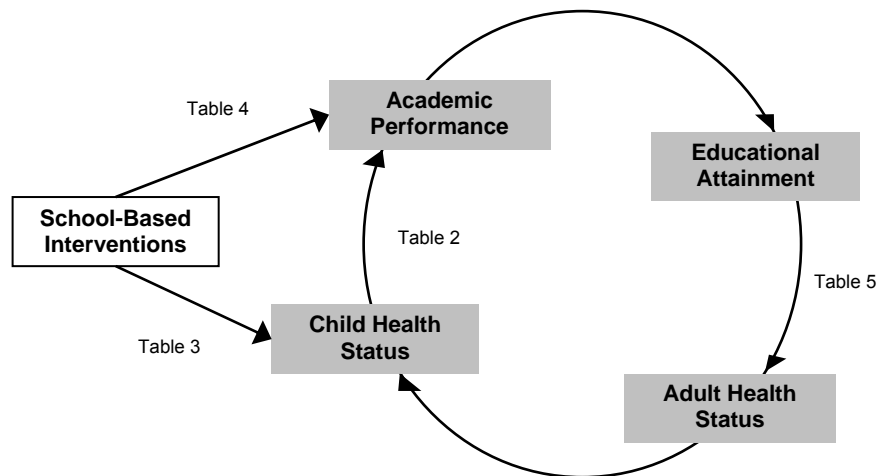 Table 4
Academic
Performance
Educational
Attainment
School-Based
Interventions
Table 2
Table 5
Table 3
Child Health
Status
Adult Health
Status